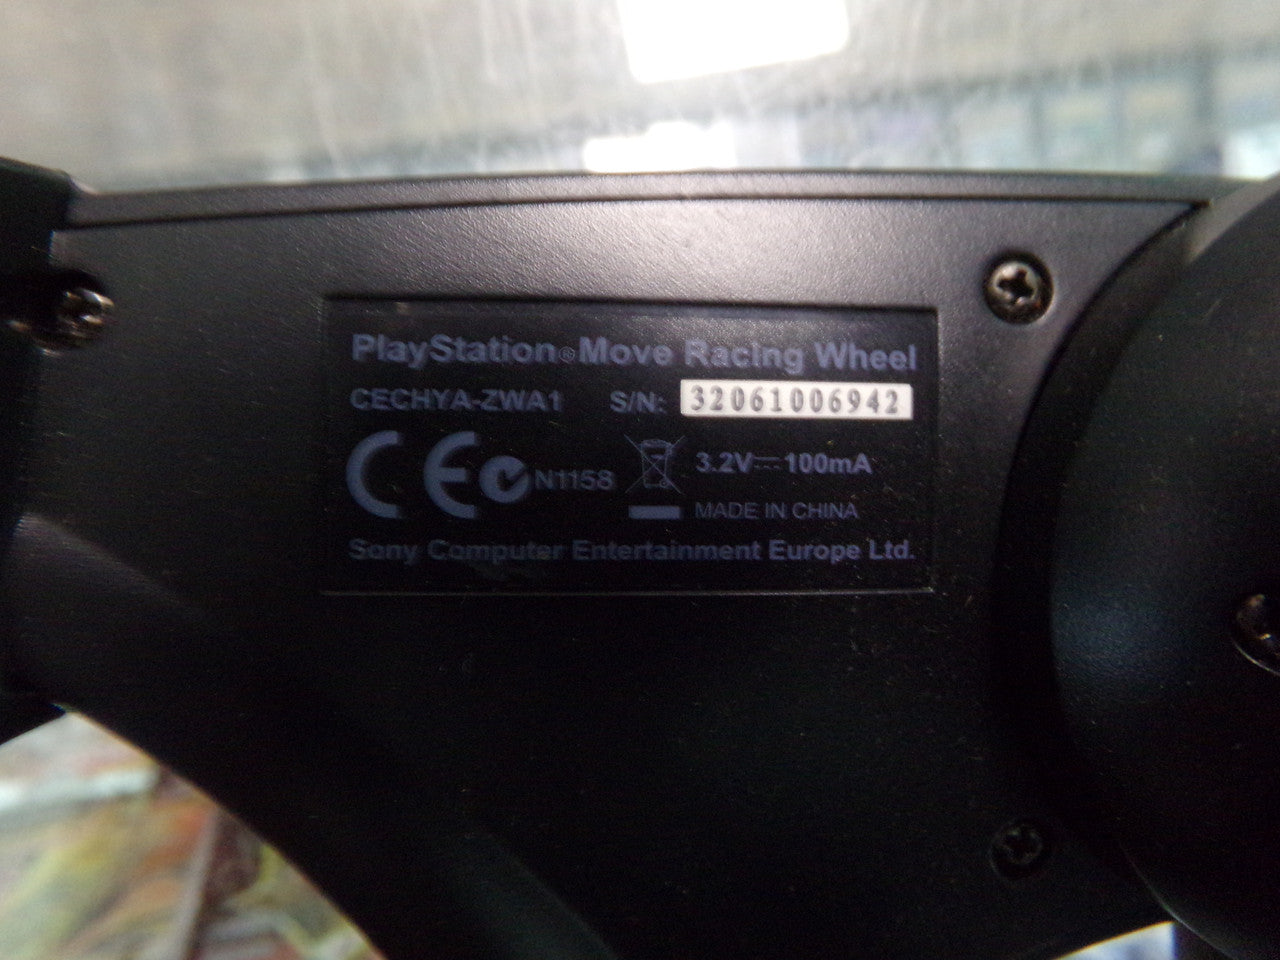 PlayStation® Move Racing Wheel
CECHYA-ZWA1 S/N: 32061006942
CE N1158 3.2V⎓100mA
MADE IN CHINA
Sony Computer Entertainment Europe Ltd.